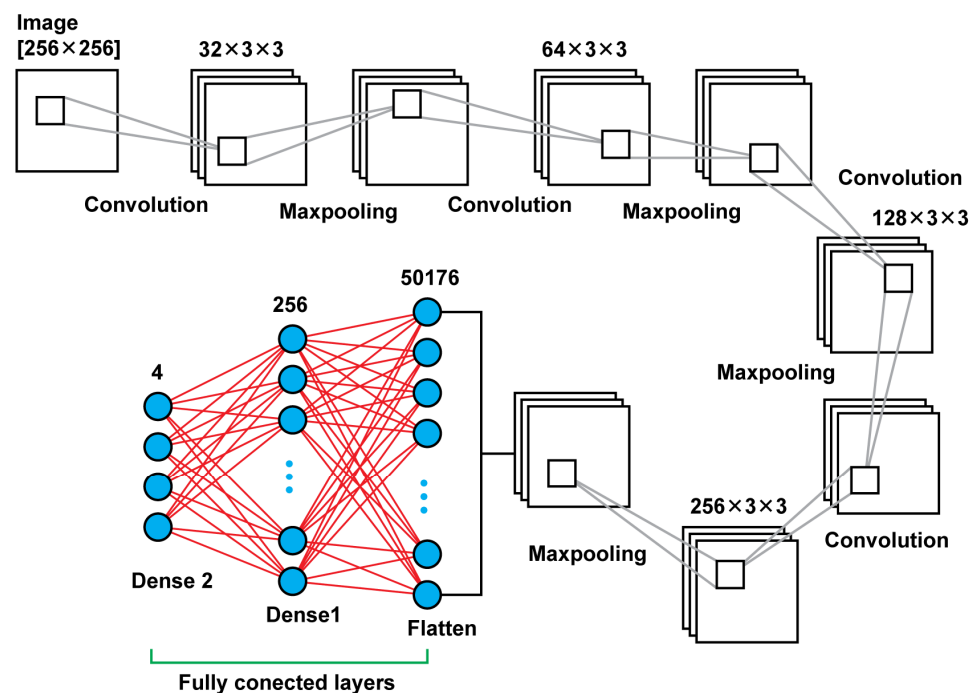 Image
[256×256]
32×3×3
64×3×3
Convolution
Maxpooling
Convolution
Maxpooling
Convolution
128×3×3
Maxpooling
Convolution
256×3×3
Maxpooling
50176
256
4
Dense 2
Dense1
Flatten
Fully conected layers